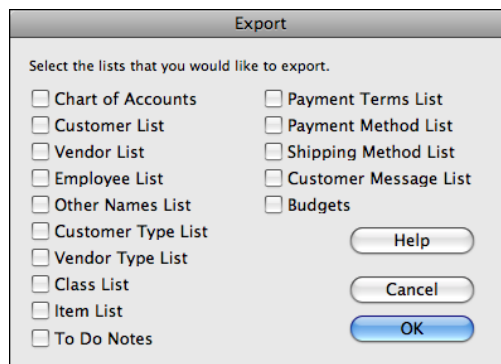 Export
Select the lists that you would like to export.
Chart of Accounts
Customer List
Vendor List
Employee List
Other Names List
Customer Type List
Vendor Type List
Class List
Item List
To Do Notes
Payment Terms List
Payment Method List
Shipping Method List
Customer Message List
Budgets
Help
Cancel
OK